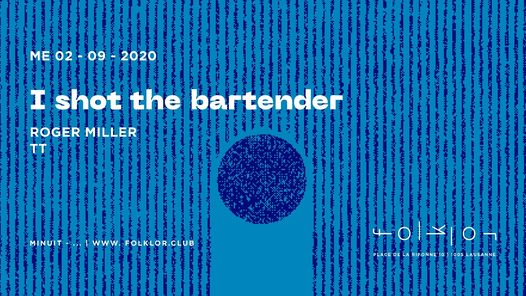 ME 02 - 09 - 2020
I shot the bartender
ROGER MILLER
TT
MINUIT - ... | WWW. FOLKLOR.CLUB
folklor
PLACE DE LA RIPONNE 10 | 1005 LAUSANNE